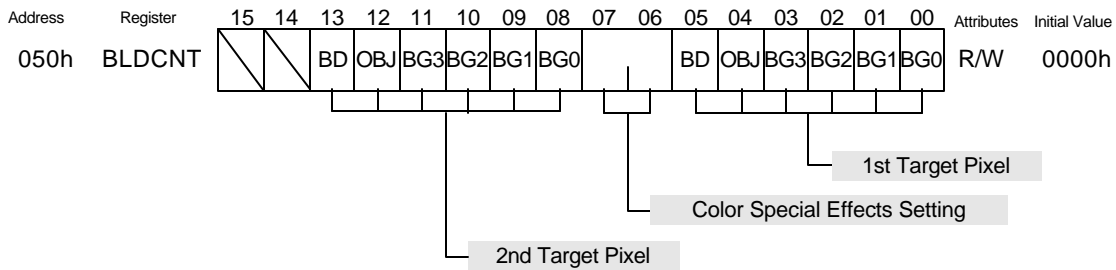 Address Register 15 14 13 12 11 10 09 08 07 06 05 04 03 02 01 00 Attributes Initial Value
050h BLDCNT BD OBJ BG3 BG2 BG1 BG0 BD OBJ BG3 BG2 BG1 BG0 R/W 0000h
1st Target Pixel
Color Special Effects Setting
2nd Target Pixel